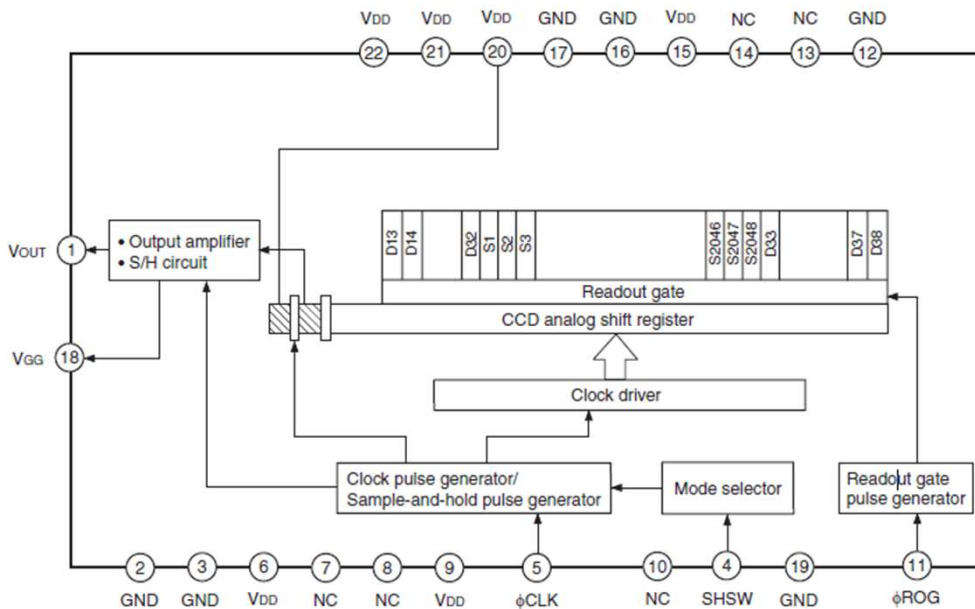 VDD VDD VDD GND GND VDD NC NC GND
22 21 20 17 16 15 14 13 12
D13 D14 D32 S1 S2 S3 S2046 S2047 S2048 D33 D37 D38
VOUT 1
• Output amplifier
• S/H circuit
Readout gate
CCD analog shift register
VGG 18
Clock driver
Clock pulse generator/
Sample-and-hold pulse generator
Mode selector
Readout gate
pulse generator
2 3 6 7 8 9 5 10 4 19 11
GND GND VDD NC NC VDD ϕCLK NC SHSW GND ϕROG